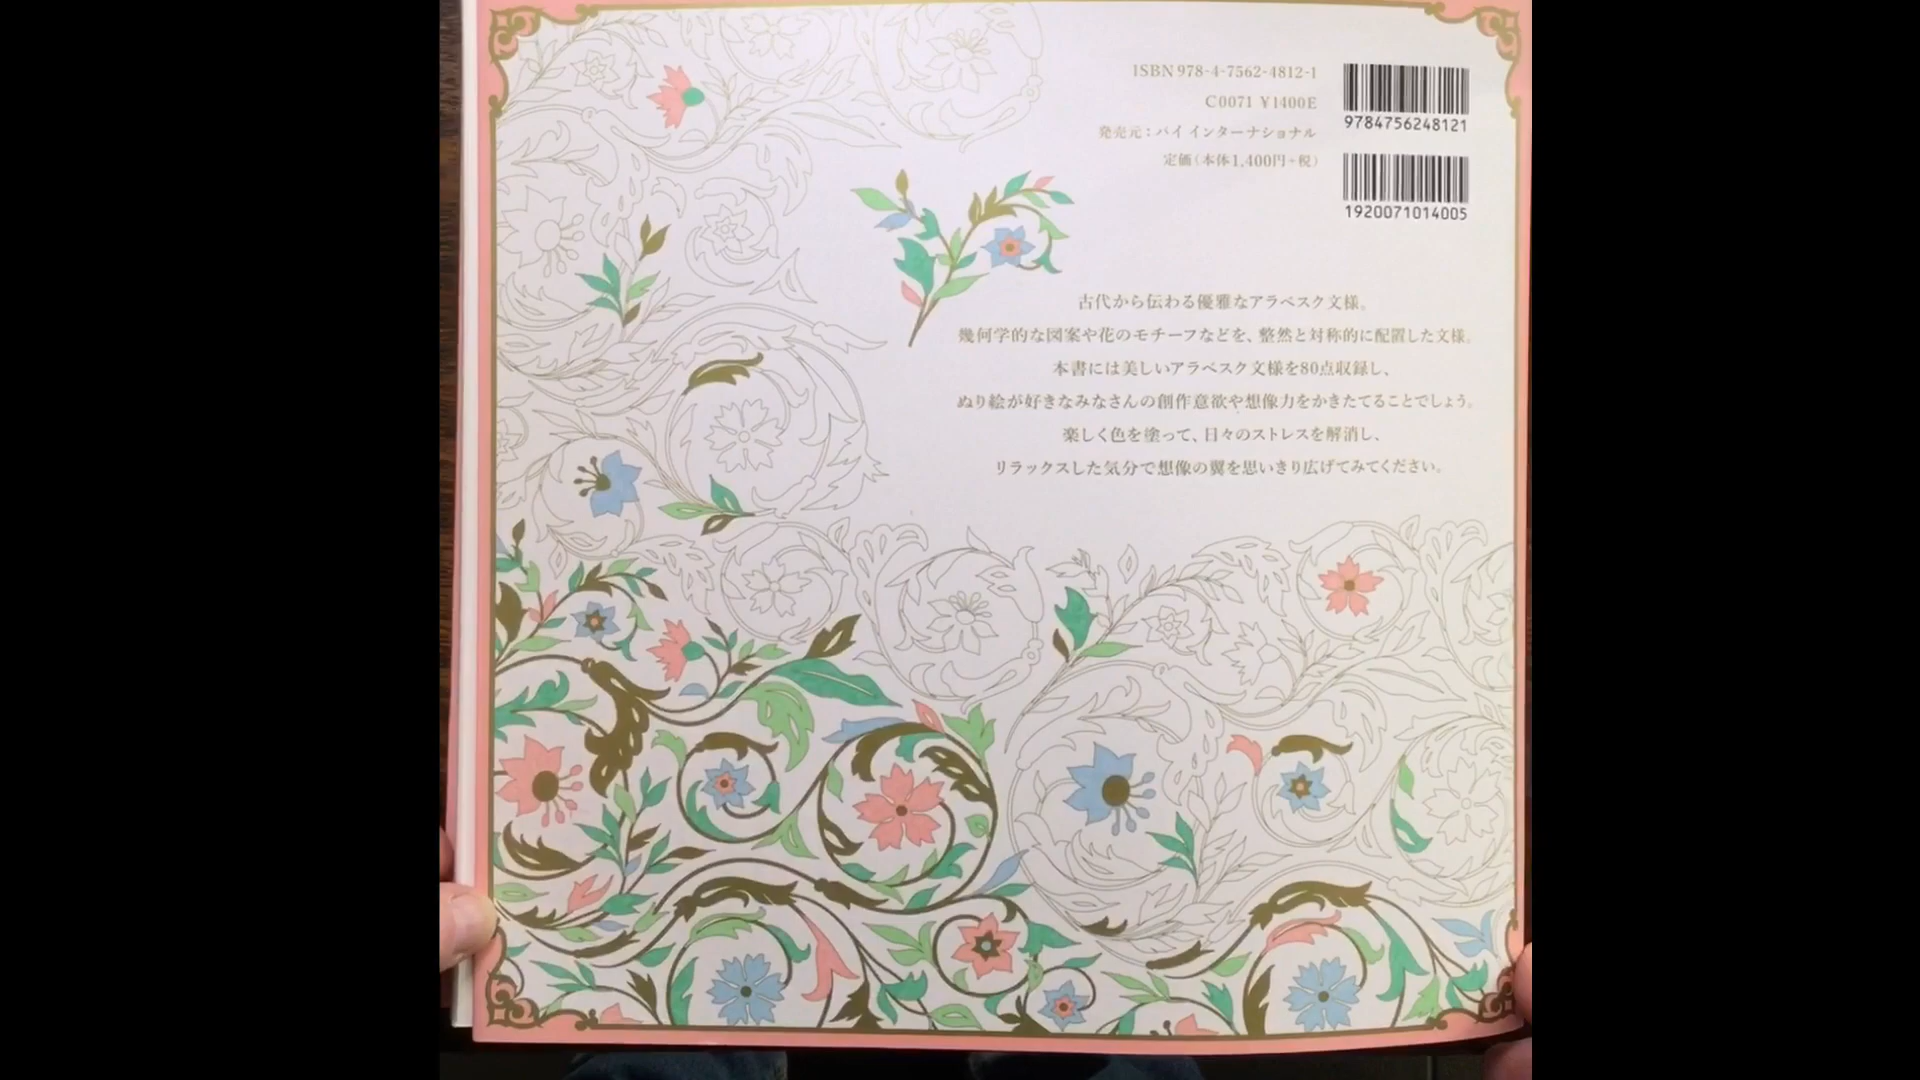 ISBN 978-4-7562-4812-1
C0071 ¥1400E
発売元：パイ インターナショナル
定価（本体1,400円+税）
9784756248121
1920071014005
古代から伝わる優雅なアラベスク文様。
幾何学的な図案や花のモチーフなどを、整然と対称的に配置した文様。
本書には美しいアラベスク文様を80点収録し、
ぬり絵が好きなみなさんの創作意欲や想像力をかきたてることでしょう。
楽しく色を塗って、日々のストレスを解消し、
リラックスした気分で想像の翼を思いきり広げてみてください。